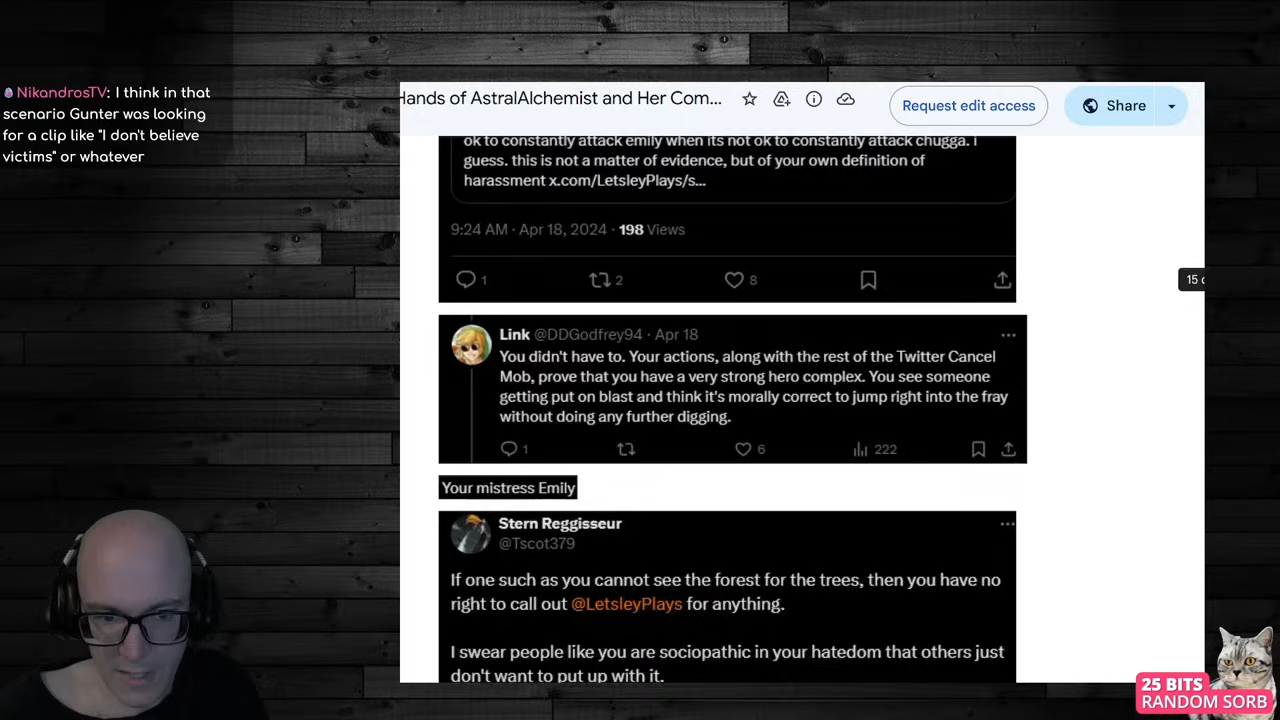 NikandrosTV: I think in that
scenario Gunter was looking
for a clip like "I don't believe
victims" or whatever
Hands of AstralAlchemist and Her Com...
Request edit access
Share
ok to constantly attack emily when its not ok to constantly attack chugga. i
guess. this is not a matter of evidence, but of your own definition of
harassment x.com/LetsleyPlays/s...
9:24 AM · Apr 18, 2024 · 198 Views
1 2 8
15 o
Link @DDGodfrey94 · Apr 18
You didn't have to. Your actions, along with the rest of the Twitter Cancel
Mob, prove that you have a very strong hero complex. You see someone
getting put on blast and think it's morally correct to jump right into the fray
without doing any further digging.
1 6 222
Your mistress Emily
Stern Reggisseur
@Tscot379
If one such as you cannot see the forest for the trees, then you have no
right to call out @LetsleyPlays for anything.
I swear people like you are sociopathic in your hatedom that others just
don't want to put up with it.
25 BITS
RANDOM SORB